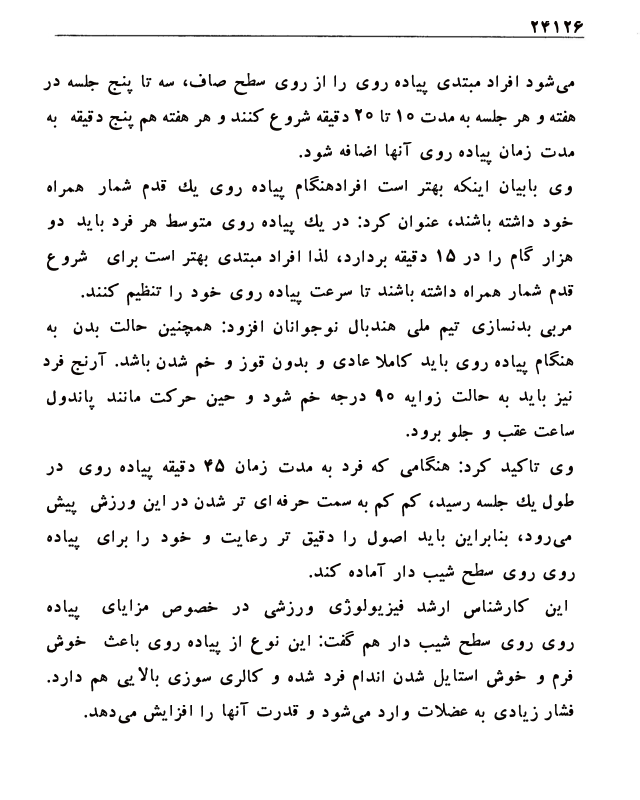 ۲۴۱۲۶
می‌شود افراد مبتدی پیاده روی را از روی سطح صاف، سه تا پنج جلسه در
هفته و هر جلسه به مدت ۱۰ تا ۲۰ دقیقه شروع کنند و هر هفته هم پنج دقیقه به
مدت زمان پیاده روی آنها اضافه شود.
وی بابیان اینکه بهتر است افرادهنگام پیاده روی یك قدم شمار همراه
خود داشته باشند، عنوان کرد: در یك پیاده روی متوسط هر فرد باید دو
هزار گام را در ۱۵ دقیقه بردارد، لذا افراد مبتدی بهتر است برای شروع
قدم شمار همراه داشته باشند تا سرعت پیاده روی خود را تنظیم کنند.
مربی بدنسازی تیم ملی هندبال نوجوانان افزود: همچنین حالت بدن به
هنگام پیاده روی باید کاملا عادی و بدون قوز و خم شدن باشد. آرنج فرد
نیز باید به حالت زوایه ۹۰ درجه خم شود و حین حرکت مانند پاندول
ساعت عقب و جلو برود.
وی تاکید کرد: هنگامی که فرد به مدت زمان ۴۵ دقیقه پیاده روی در
طول یك جلسه رسید، کم کم به سمت حرفه‌ای تر شدن در این ورزش پیش
می‌رود، بنابراین باید اصول را دقیق تر رعایت و خود را برای پیاده
روی روی سطح شیب دار آماده کند.
این کارشناس ارشد فیزیولوژی ورزشی در خصوص مزایای پیاده
روی روی سطح شیب دار هم گفت: این نوع از پیاده روی باعث خوش
فرم و خوش استایل شدن اندام فرد شده و کالری سوزی بالایی هم دارد.
فشار زیادی به عضلات وارد می‌شود و قدرت آنها را افزایش می‌دهد.